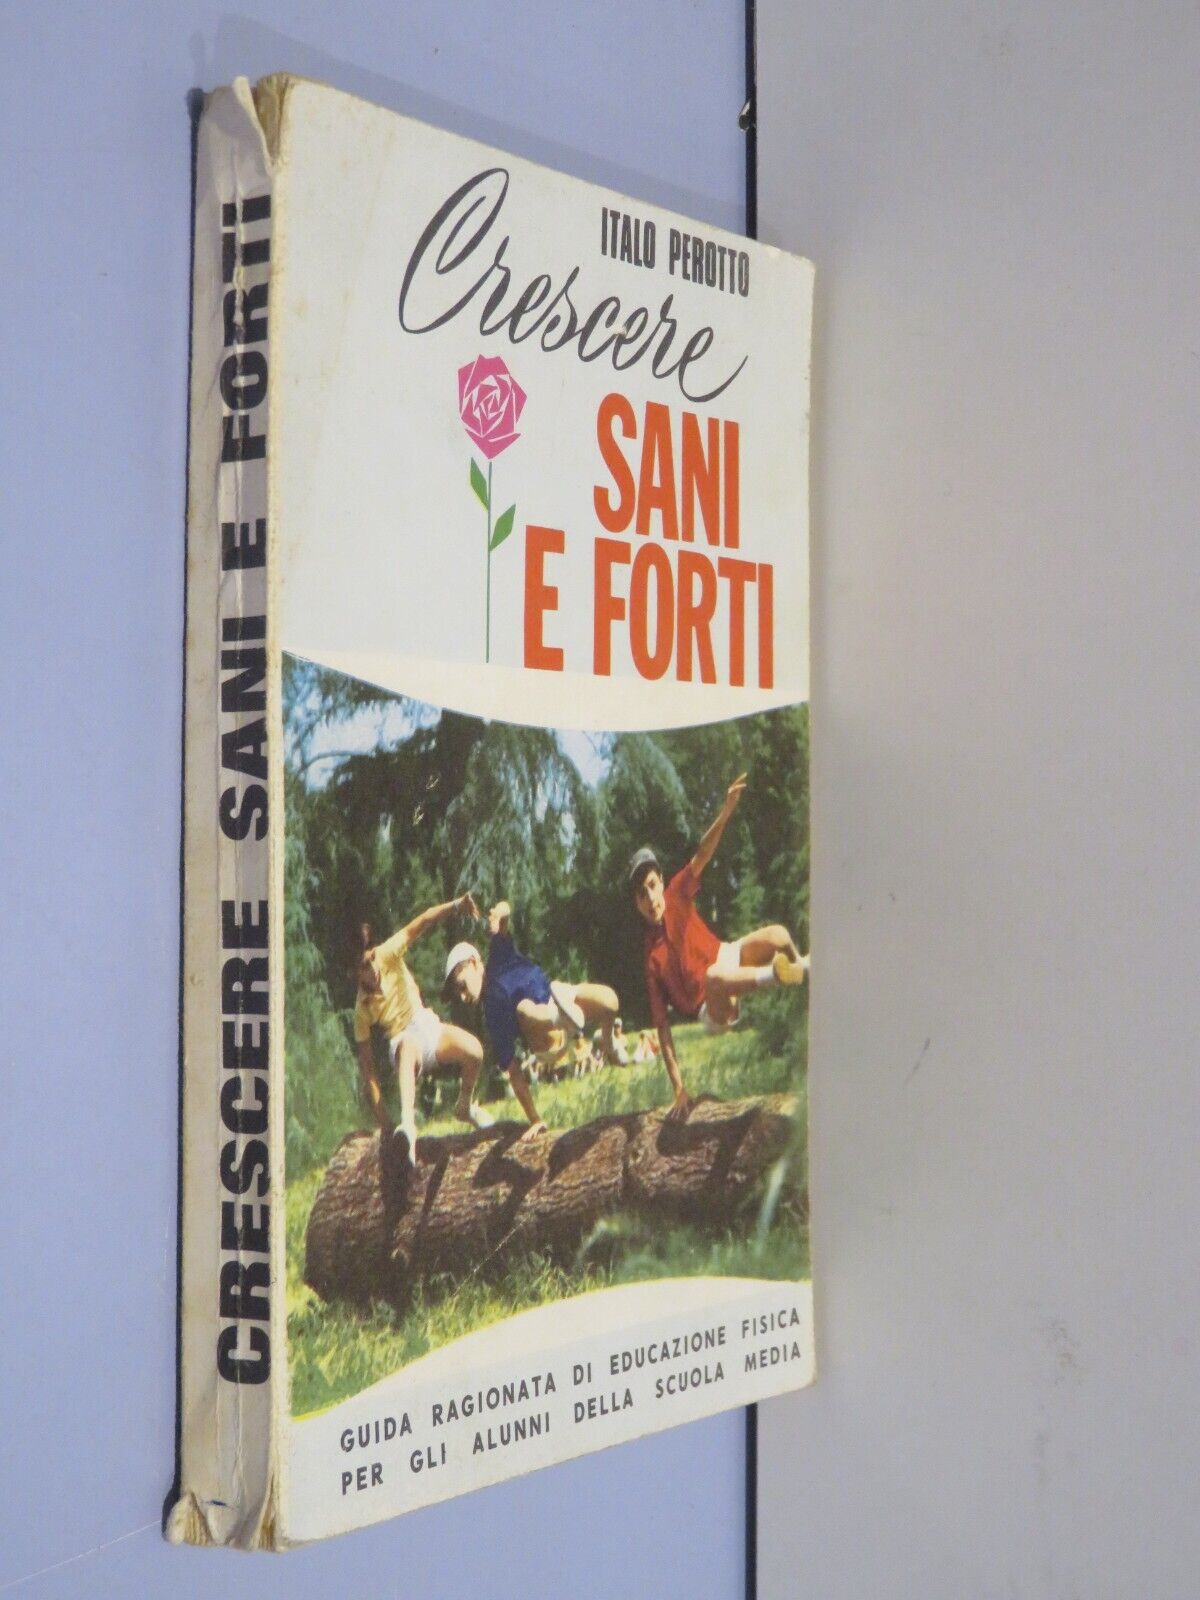 CRESCERE SANI E FORTI
ITALO PEROTTO
Crescere
SANI
E FORTI
GUIDA RAGIONATA DI EDUCAZIONE FISICA
PER GLI ALUNNI DELLA SCUOLA MEDIA